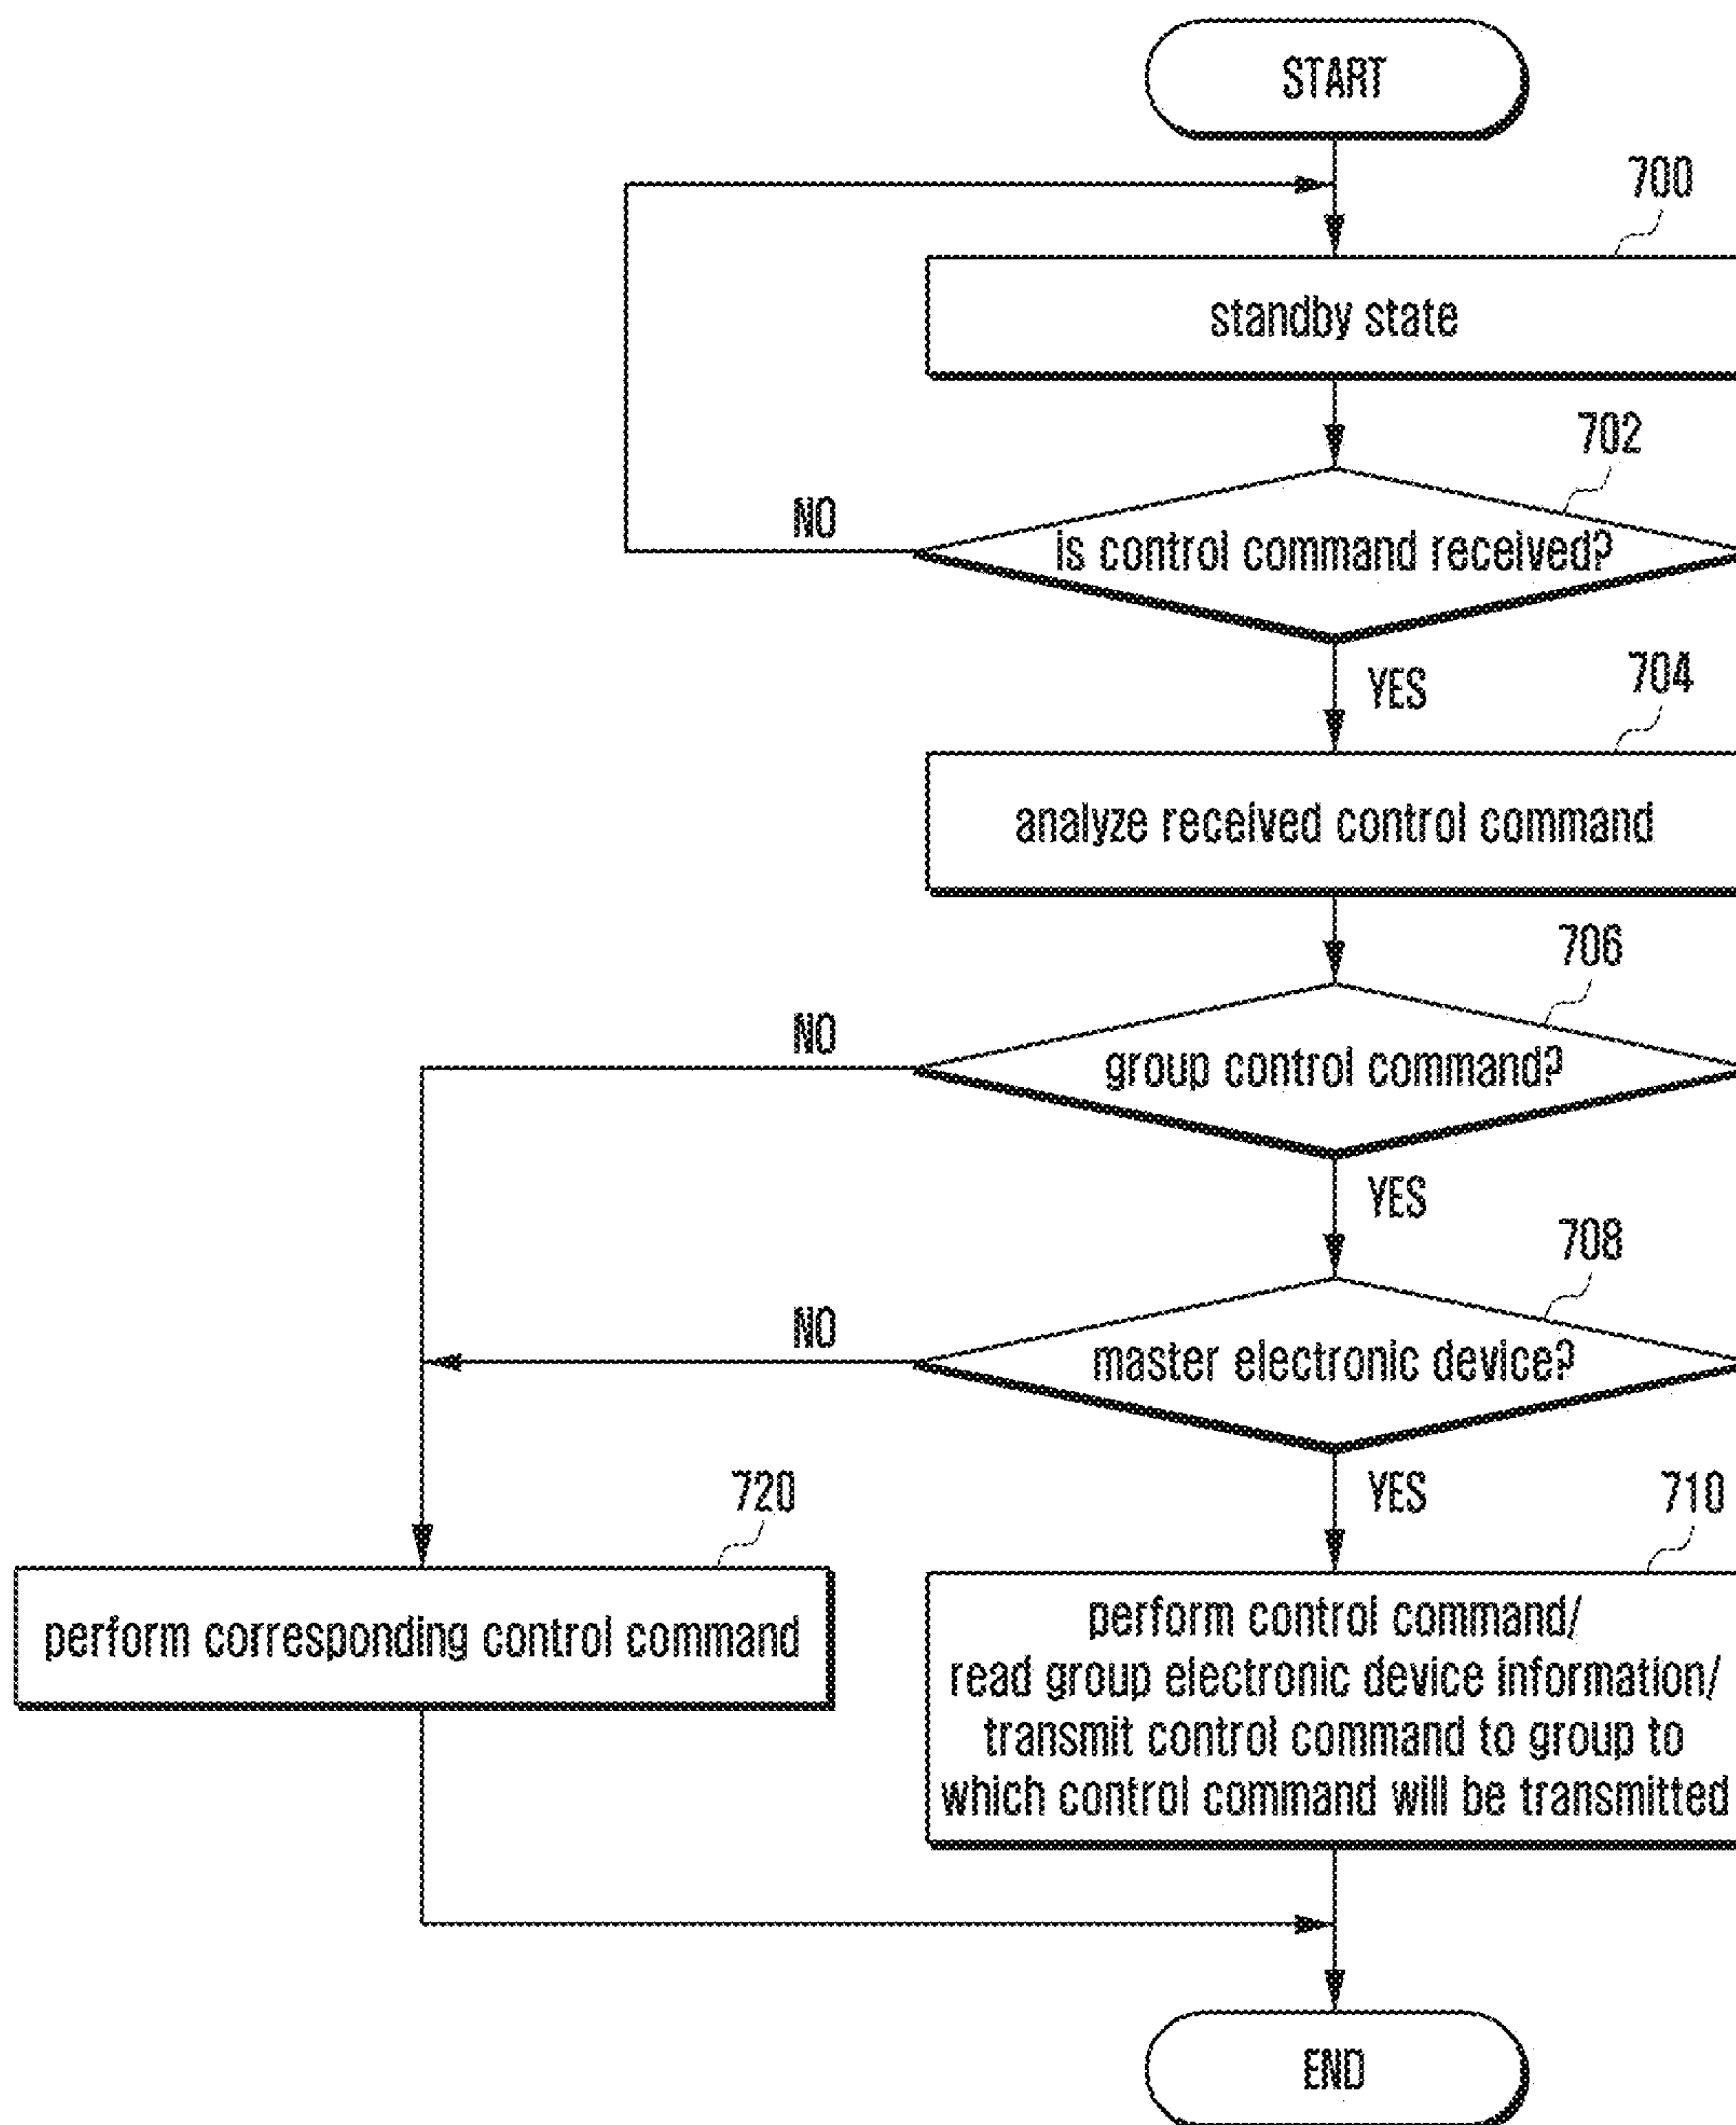 START
700
standby state
702
NO
is control command received?
YES
704
analyze received control command
706
NO
group control command?
YES
708
NO
master electronic device?
YES
720
710
perform corresponding control command
perform control command/
read group electronic device information/
transmit control command to group to
which control command will be transmitted
END